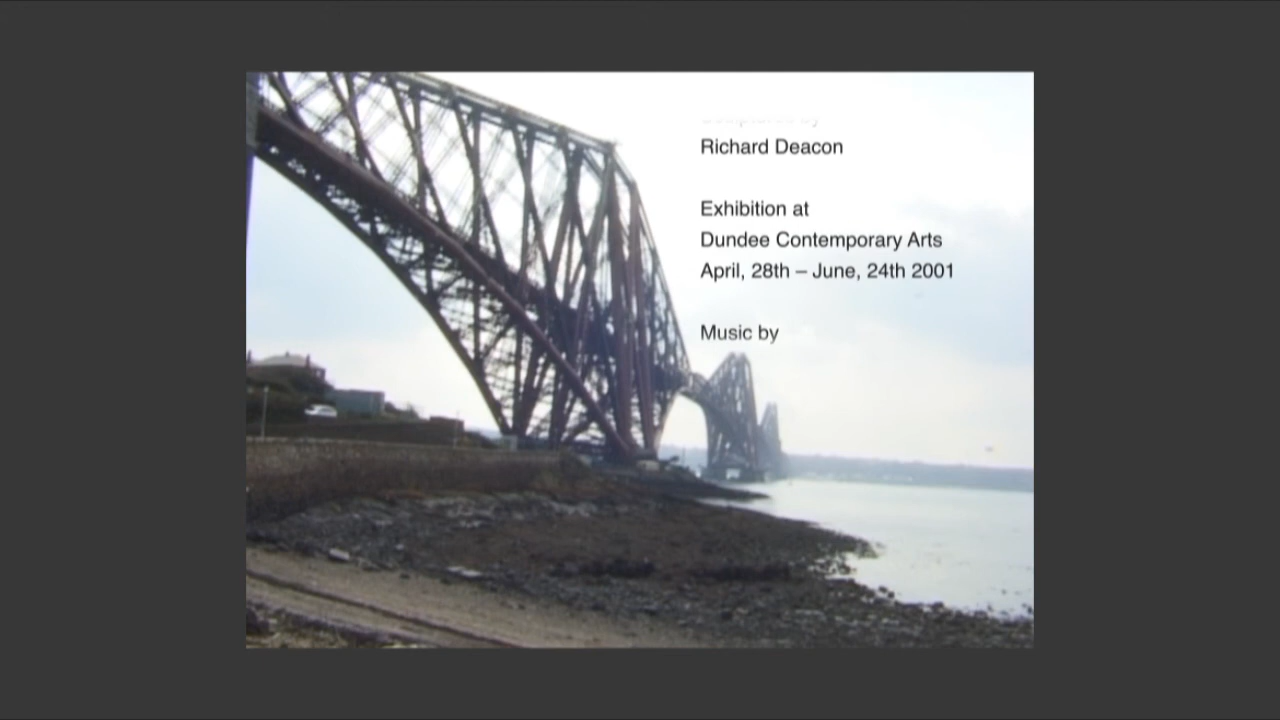 Richard Deacon
Exhibition at
Dundee Contemporary Arts
April, 28th – June, 24th 2001
Music by